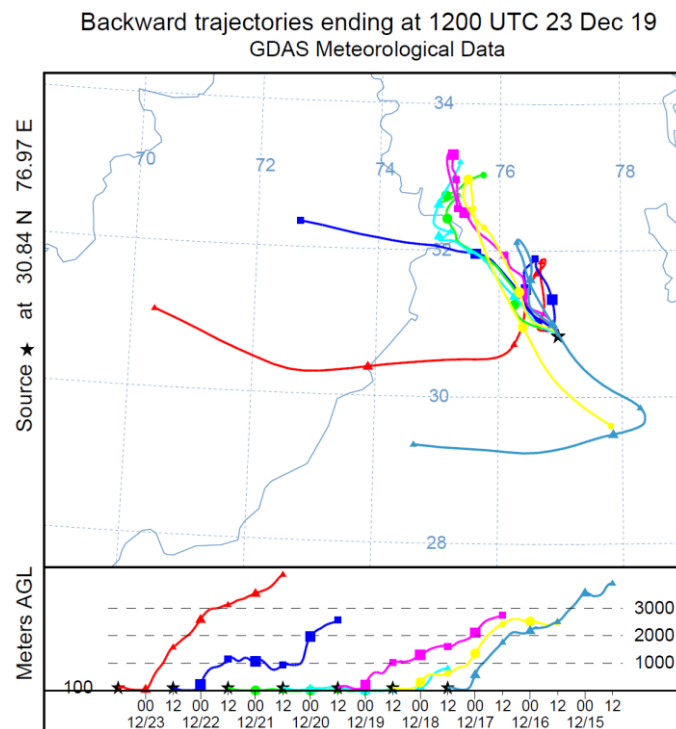 Backward trajectories ending at 1200 UTC 23 Dec 19
GDAS Meteorological Data
Source ★ at 30.84 N 76.97 E
34
70
72
74
76
78
32
30
28
Meters AGL
3000
2000
1000
100
00 12 00 12 00 12 00 12 00 12 00 12 00 12 00 12 00 12
12/23 12/22 12/21 12/20 12/19 12/18 12/17 12/16 12/15